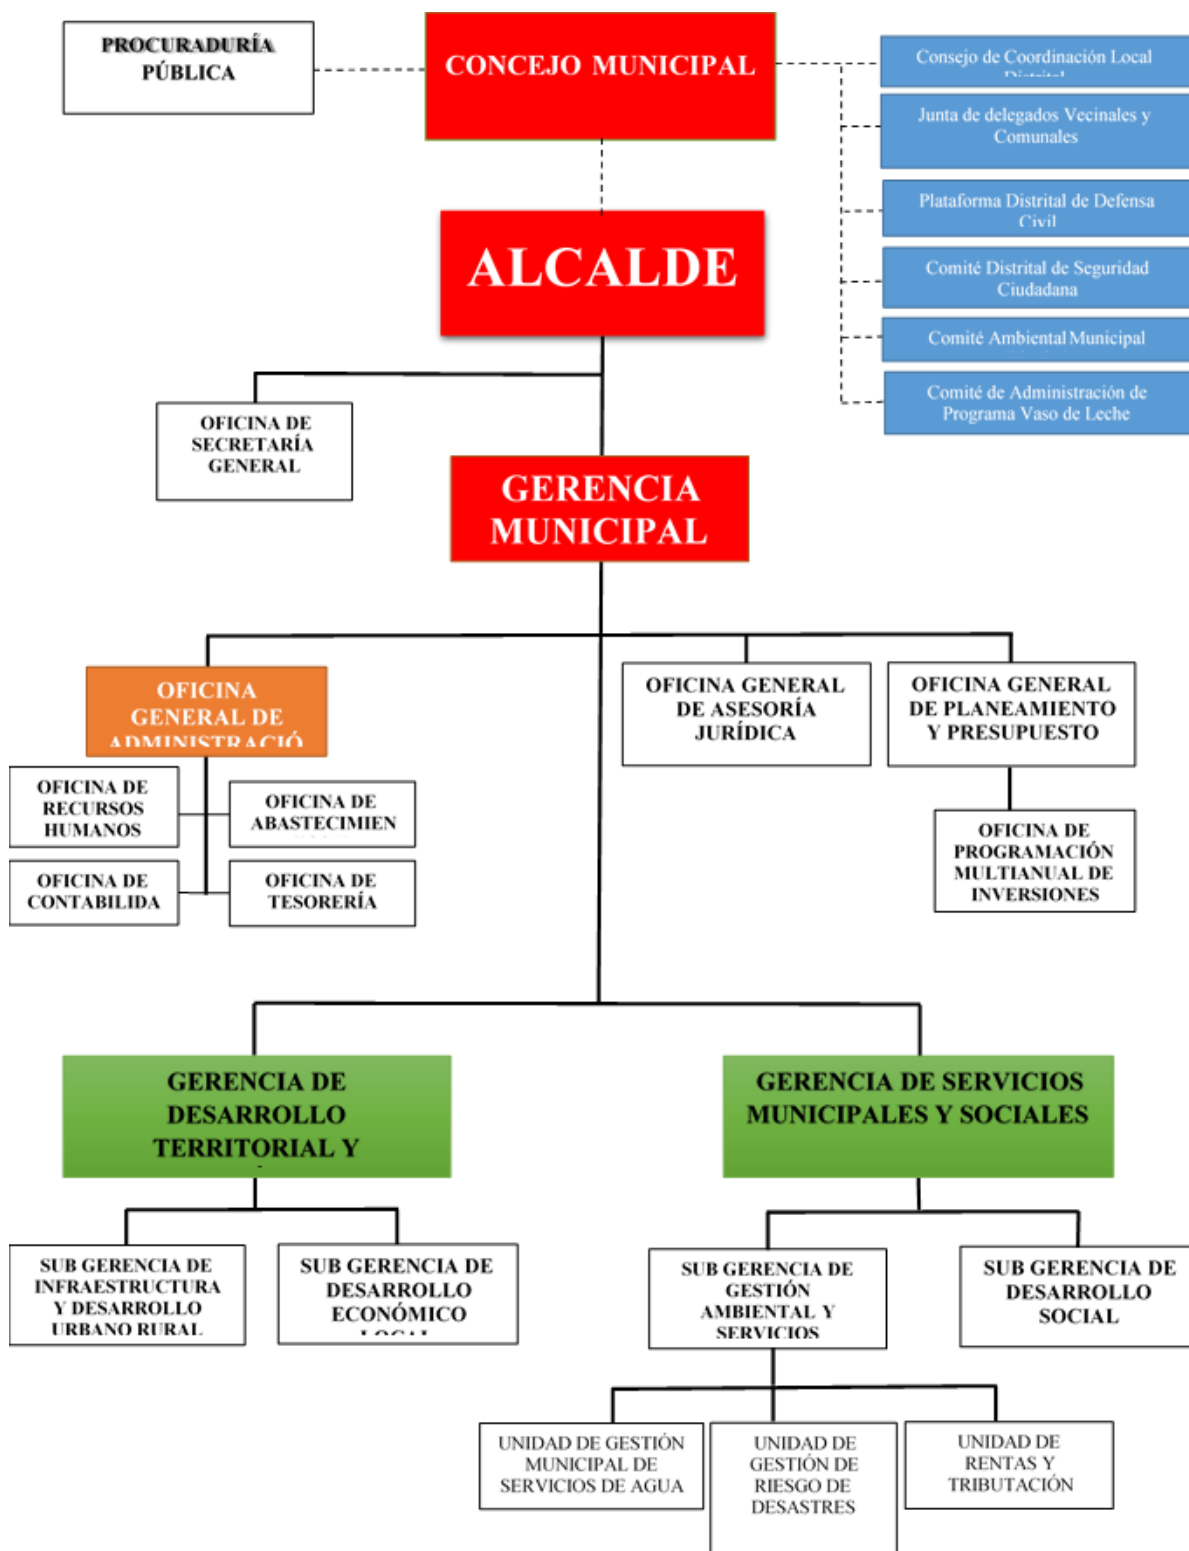 PROCURADURÍA
PÚBLICA
CONCEJO MUNICIPAL
Consejo de Coordinación Local
Distrital
Junta de delegados Vecinales y
Comunales
Plataforma Distrital de Defensa
Civil
Comité Distrital de Seguridad
Ciudadana
Comité Ambiental Municipal
Comité de Administración de
Programa Vaso de Leche
ALCALDE
OFICINA DE
SECRETARÍA
GENERAL
GERENCIA
MUNICIPAL
OFICINA
GENERAL DE
ADMINISTRACIÓ
OFICINA GENERAL
DE ASESORÍA
JURÍDICA
OFICINA GENERAL
DE PLANEAMIENTO
Y PRESUPUESTO
OFICINA DE
RECURSOS
HUMANOS
OFICINA DE
ABASTECIMIEN
OFICINA DE
CONTABILIDA
OFICINA DE
TESORERÍA
OFICINA DE
PROGRAMACIÓN
MULTIANUAL DE
INVERSIONES
GERENCIA DE
DESARROLLO
TERRITORIAL Y
GERENCIA DE SERVICIOS
MUNICIPALES Y SOCIALES
SUB GERENCIA DE
INFRAESTRUCTURA
Y DESARROLLO
URBANO RURAL
SUB GERENCIA DE
DESARROLLO
ECONÓMICO
LOCAL
SUB GERENCIA DE
GESTIÓN
AMBIENTAL Y
SERVICIOS
SUB GERENCIA DE
DESARROLLO
SOCIAL
UNIDAD DE GESTIÓN
MUNICIPAL DE
SERVICIOS DE AGUA
UNIDAD DE
GESTIÓN DE
RIESGO DE
DESASTRES
UNIDAD DE
RENTAS Y
TRIBUTACIÓN